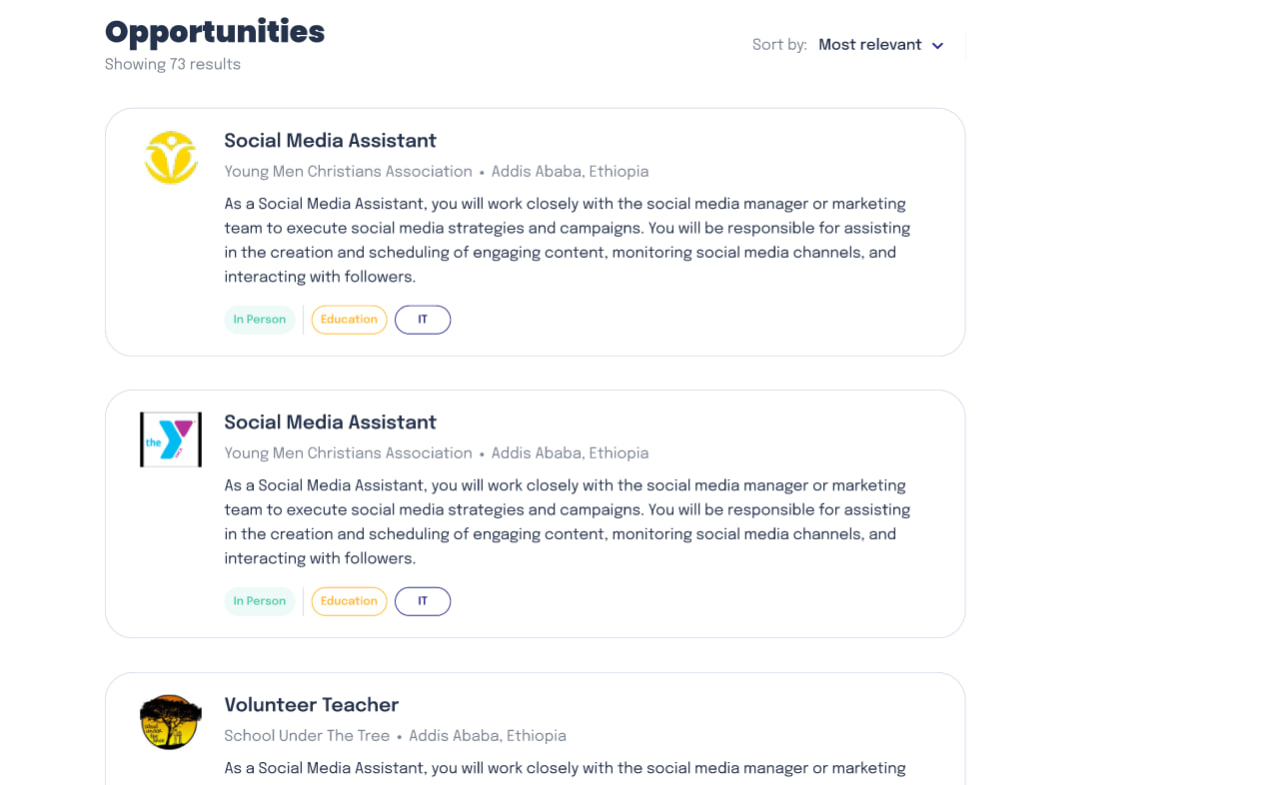 Opportunities
Showing 73 results
Sort by: Most relevant
Social Media Assistant
Young Men Christians Association • Addis Ababa, Ethiopia
As a Social Media Assistant, you will work closely with the social media manager or marketing
team to execute social media strategies and campaigns. You will be responsible for assisting
in the creation and scheduling of engaging content, monitoring social media channels, and
interacting with followers.
In Person Education IT
the
Social Media Assistant
Young Men Christians Association • Addis Ababa, Ethiopia
As a Social Media Assistant, you will work closely with the social media manager or marketing
team to execute social media strategies and campaigns. You will be responsible for assisting
in the creation and scheduling of engaging content, monitoring social media channels, and
interacting with followers.
In Person Education IT
Volunteer Teacher
School Under The Tree • Addis Ababa, Ethiopia
As a Social Media Assistant, you will work closely with the social media manager or marketing